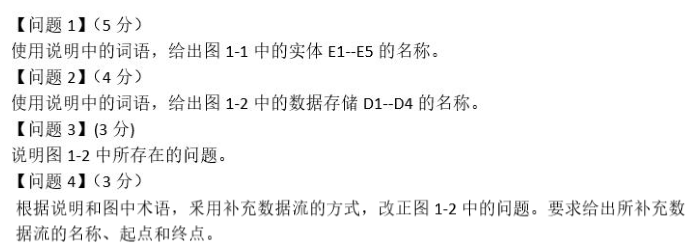 【问题 1】（5 分）
使用说明中的词语，给出图 1-1 中的实体 E1--E5 的名称。
【问题 2】（4 分）
使用说明中的词语，给出图 1-2 中的数据存储 D1--D4 的名称。
【问题 3】(3 分)
说明图 1-2 中所存在的问题。
【问题 4】（3 分）
根据说明和图中术语，采用补充数据流的方式，改正图 1-2 中的问题。要求给出所补充数
据流的名称、起点和终点。